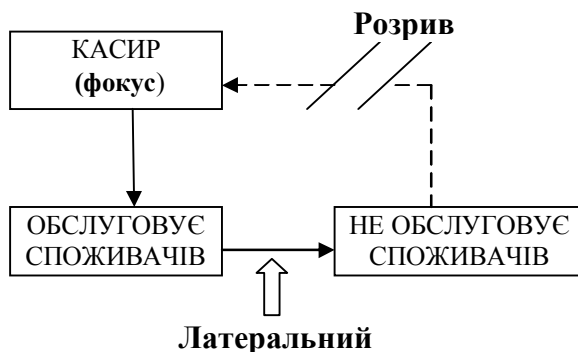 Розрив
КАСИР
(фокус)
ОБСЛУГОВУЄ
СПОЖИВАЧІВ
НЕ ОБСЛУГОВУЄ
СПОЖИВАЧІВ
Латеральний